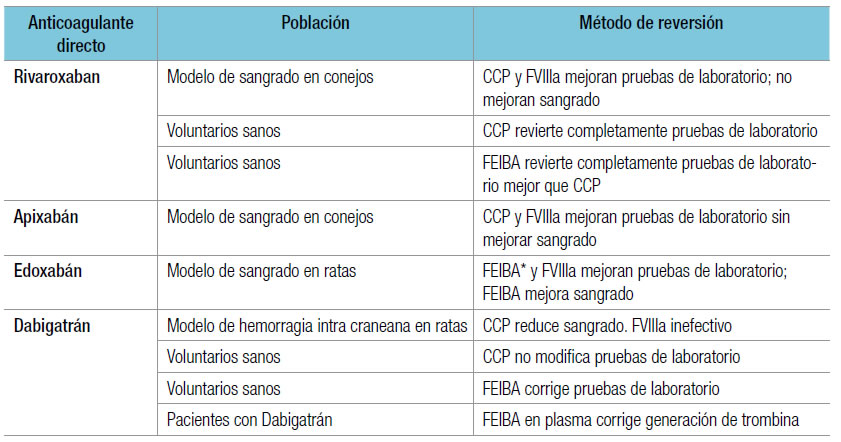 Anticoagulante directo Población Método de reversión
Rivaroxaban Modelo de sangrado en conejos CCP y FVIIIa mejoran pruebas de laboratorio; no
mejoran sangrado
Voluntarios sanos CCP revierte completamente pruebas de laboratorio
Voluntarios sanos FEIBA revierte completamente pruebas de laborato-
rio mejor que CCP
Apixabán Modelo de sangrado en conejos CCP y FVIIIa mejoran pruebas de laboratorio sin
mejorar sangrado
Edoxabán Modelo de sangrado en ratas FEIBA* y FVIIIa mejoran pruebas de laboratorio;
FEIBA mejora sangrado
Dabigatrán Modelo de hemorragia intra craneana en ratas CCP reduce sangrado. FVIIIa inefectivo
Voluntarios sanos CCP no modifica pruebas de laboratorio
Voluntarios sanos FEIBA corrige pruebas de laboratorio
Pacientes con Dabigatrán FEIBA en plasma corrige generación de trombina